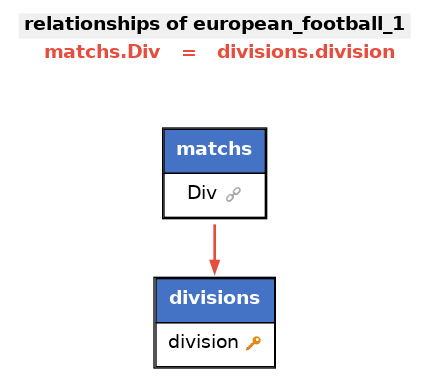 relationships of european_football_1
matchs.Div = divisions.division
matchs
Div
divisions
division